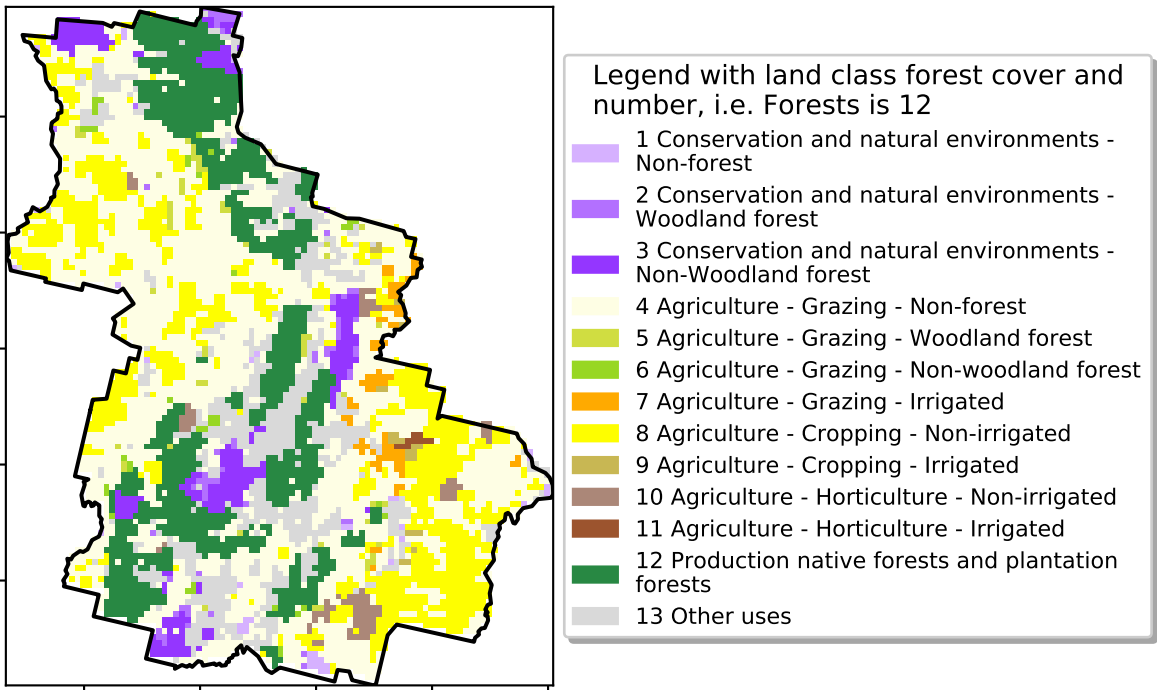 Legend with land class forest cover and
number, i.e. Forests is 12
1 Conservation and natural environments -
Non-forest
2 Conservation and natural environments -
Woodland forest
3 Conservation and natural environments -
Non-Woodland forest
4 Agriculture - Grazing - Non-forest
5 Agriculture - Grazing - Woodland forest
6 Agriculture - Grazing - Non-woodland forest
7 Agriculture - Grazing - Irrigated
8 Agriculture - Cropping - Non-irrigated
9 Agriculture - Cropping - Irrigated
10 Agriculture - Horticulture - Non-irrigated
11 Agriculture - Horticulture - Irrigated
12 Production native forests and plantation
forests
13 Other uses